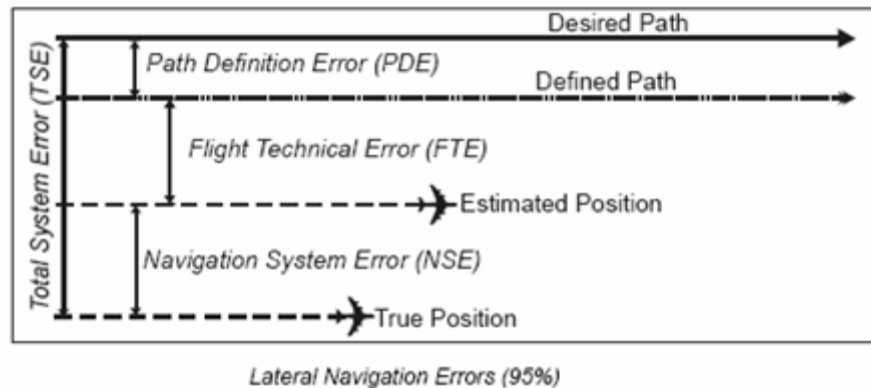 Desired Path
Path Definition Error (PDE)
Defined Path
Total System Error (TSE)
Flight Technical Error (FTE)
Estimated Position
Navigation System Error (NSE)
True Position
Lateral Navigation Errors (95%)